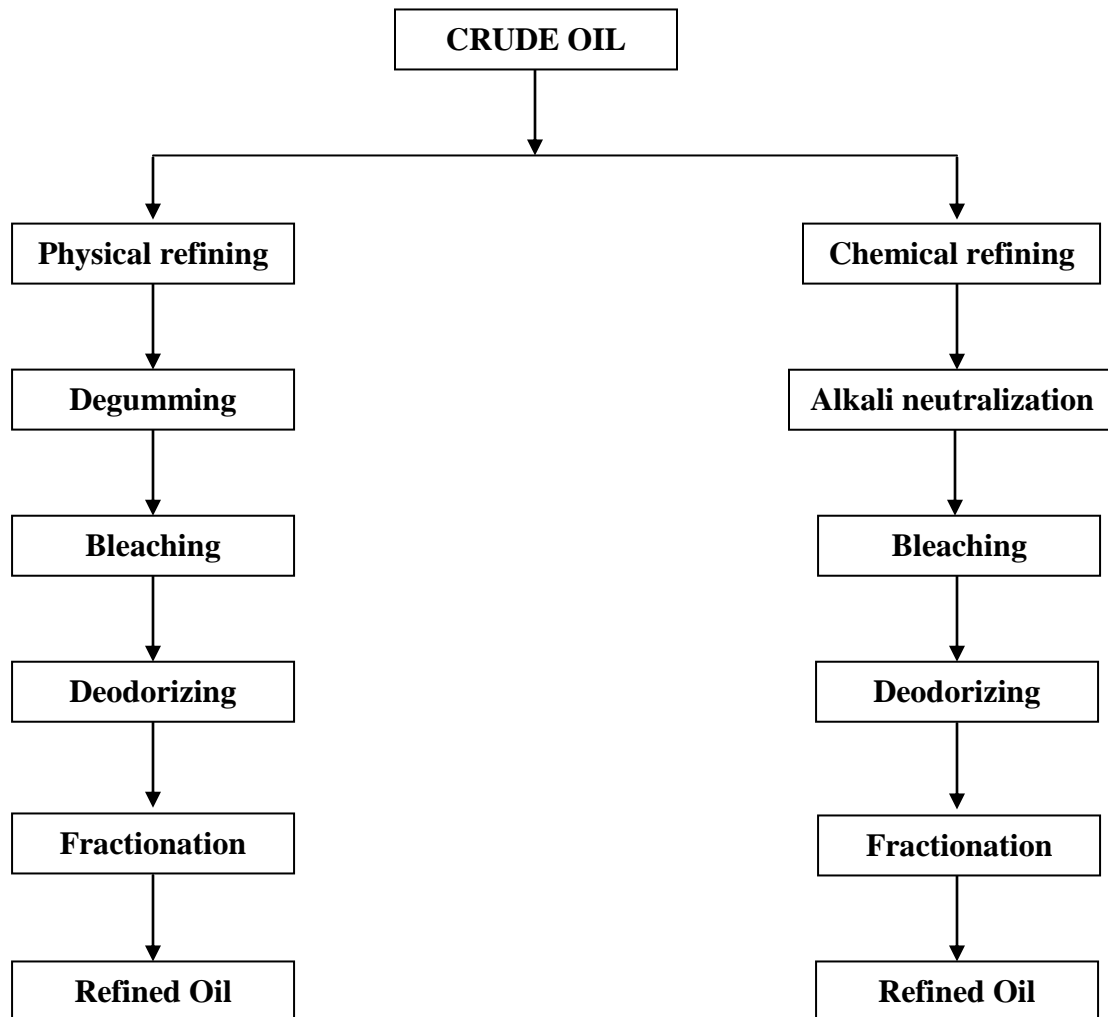 CRUDE OIL
Physical refining
Chemical refining
Degumming
Alkali neutralization
Bleaching
Bleaching
Deodorizing
Deodorizing
Fractionation
Fractionation
Refined Oil
Refined Oil